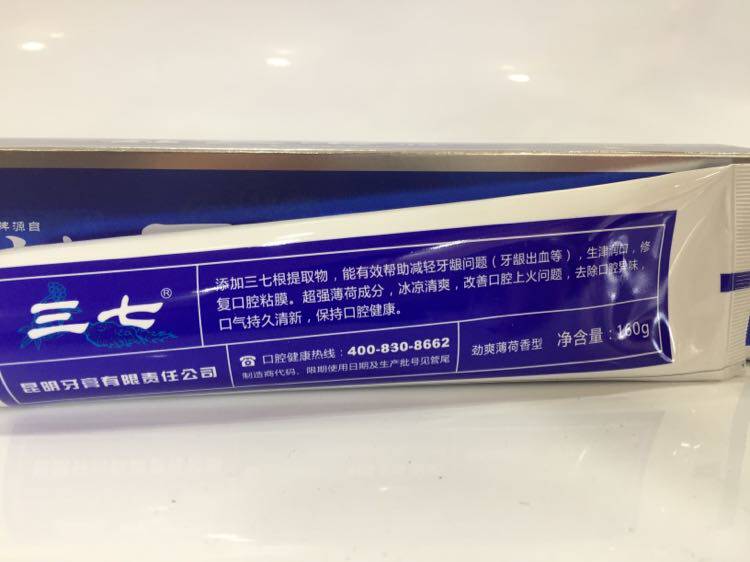 牌源自
三七®
添加三七根提取物，能有效帮助减轻牙龈问题（牙龈出血等），生津润口，修
复口腔粘膜。超强薄荷成分，冰凉清爽，改善口腔上火问题，去除口腔异味，
口气持久清新，保持口腔健康。
昆明牙膏有限责任公司
☎ 口腔健康热线：400-830-8662
制造商代码、限期使用日期及生产批号见管尾
劲爽薄荷香型 净含量：160g